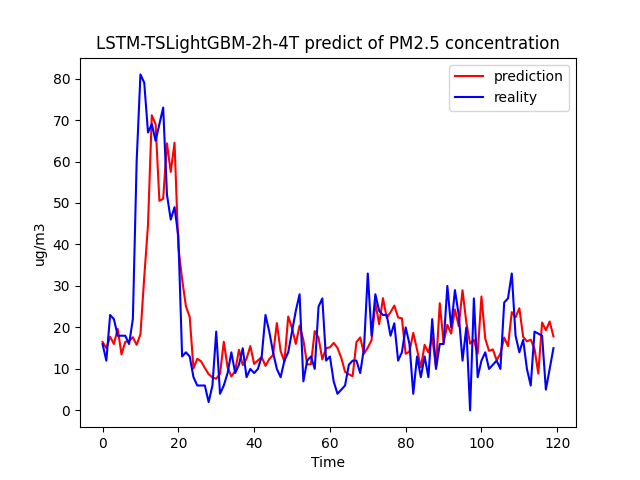 LSTM-TSLightGBM-2h-4T predict of PM2.5 concentration
prediction
reality
ug/m3
80
70
60
50
40
30
20
10
0
0 20 40 60 80 100 120
Time